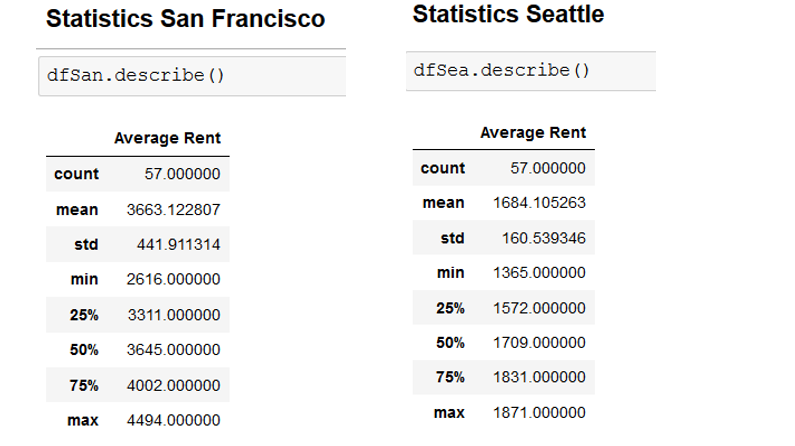 Statistics San Francisco
dfSan.describe()
Average Rent
count 57.000000
mean 3663.122807
std 441.911314
min 2616.000000
25% 3311.000000
50% 3645.000000
75% 4002.000000
max 4494.000000
Statistics Seattle
dfSea.describe()
Average Rent
count 57.000000
mean 1684.105263
std 160.539346
min 1365.000000
25% 1572.000000
50% 1709.000000
75% 1831.000000
max 1871.000000